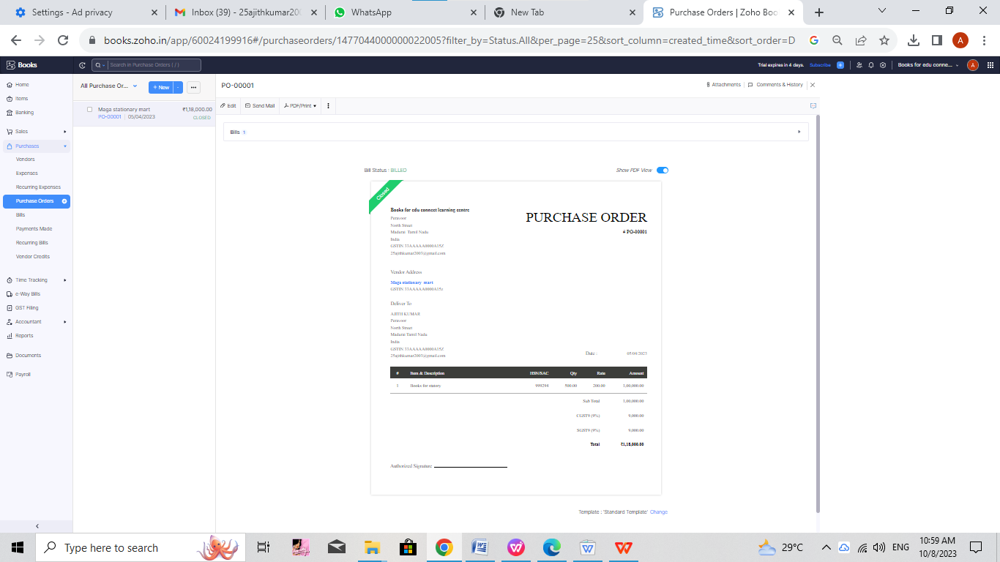 Settings - Ad privacy
Inbox (39) - 25ajithkumar200
WhatsApp
New Tab
Purchase Orders | Zoho Boo
books.zoho.in/app/60024199916#/purchaseorders/1477044000000022005?filter_by=Status.All&per_page=25&sort_column=created_time&sort_order=D
A
Books
Search in Purchase Orders ( / )
Trial expires in 4 days.
Subscribe
Books for edu conne...
A
Home
Items
Banking
Sales
Purchases
Vendors
Expenses
Recurring Expenses
Purchase Orders
Bills
Payments Made
Recurring Bills
Vendor Credits
Time Tracking
e-Way Bills
GST Filing
Accountant
Reports
Documents
Payroll
All Purchase Or...
+ New
Maga stationary mart ₹1,18,000.00
PO-00001 | 05/04/2023 CLOSED
PO-00001
Attachments
Comments & History
Edit
Send Mail
PDF/Print
Bills 1
Bill Status : BILLED
Show PDF View
Closed
Books for edu connect learning centre
Paravoor
North Street
Madurai Tamil Nadu
India
GSTIN 33AAAAA0000A15Z
25ajithkumar2003@gmail.com
PURCHASE ORDER
# PO-00001
Vendor Address
Maga stationary mart
GSTIN 33AAAAA0000A15z
Deliver To
AJITH KUMAR
Paravoor
North Street
Madurai Tamil Nadu
India
GSTIN 33AAAAA0000A15Z
25ajithkumar2003@gmail.com
Date : 05/04/2023
# Item & Description HSN/SAC Qty Rate Amount
1 Books for statory 999294 500.00 200.00 1,00,000.00
Sub Total 1,00,000.00
CGST9 (9%) 9,000.00
SGST9 (9%) 9,000.00
Total ₹1,18,000.00
Authorized Signature
Template : 'Standard Template' Change
Type here to search
29°C
ENG
10:59 AM
10/8/2023